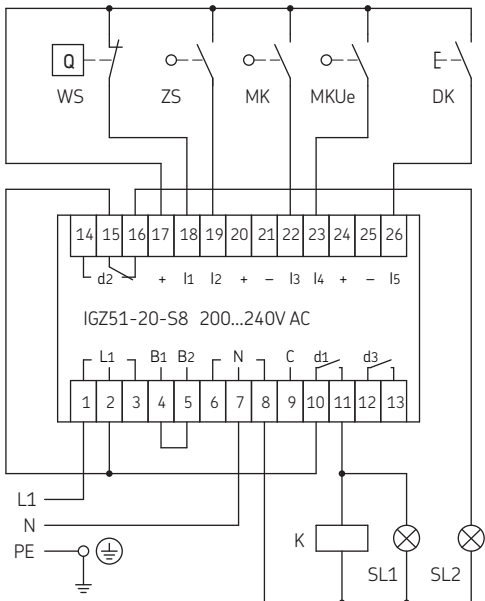 Q
WS ZS MK MKUe DK
14 15 16 17 18 19 20 21 22 23 24 25 26
d2 + I1 I2 + – I3 I4 + – I5
IGZ51-20-S8 200...240V AC
L1 B1 B2 N C d1 d3
1 2 3 4 5 6 7 8 9 10 11 12 13
L1
N
PE
K
SL1 SL2